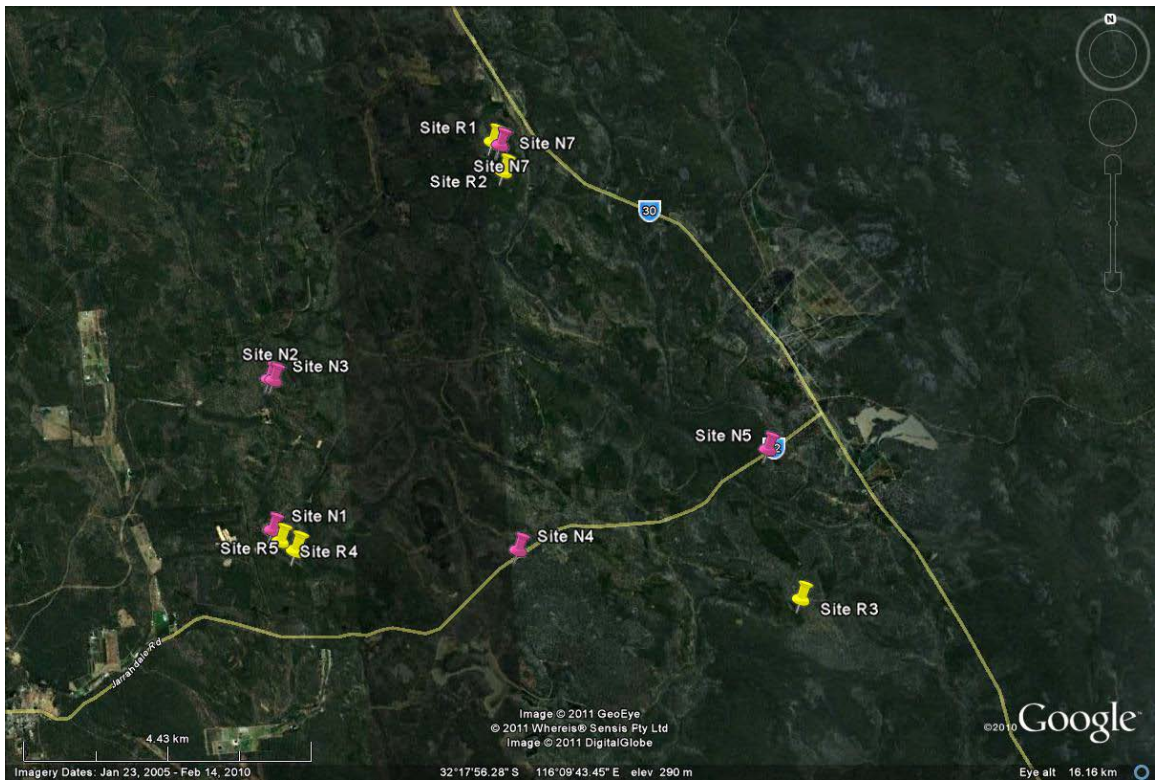 N
Site R1
Site N7
Site N7
Site R2
30
Site N2
Site N3
Site N5
2
Site N1
Site R5
Site R4
Site N4
Site R3
Jarrahdale Rd
4.43 km
Image © 2011 GeoEye
© 2011 Whereis® Sensis Pty Ltd
Image © 2011 DigitalGlobe
©2010 Google™
Imagery Dates: Jan 23, 2005 - Feb 14, 2010
32°17'56.28" S 116°09'43.45" E elev 290 m
Eye alt 16.16 km